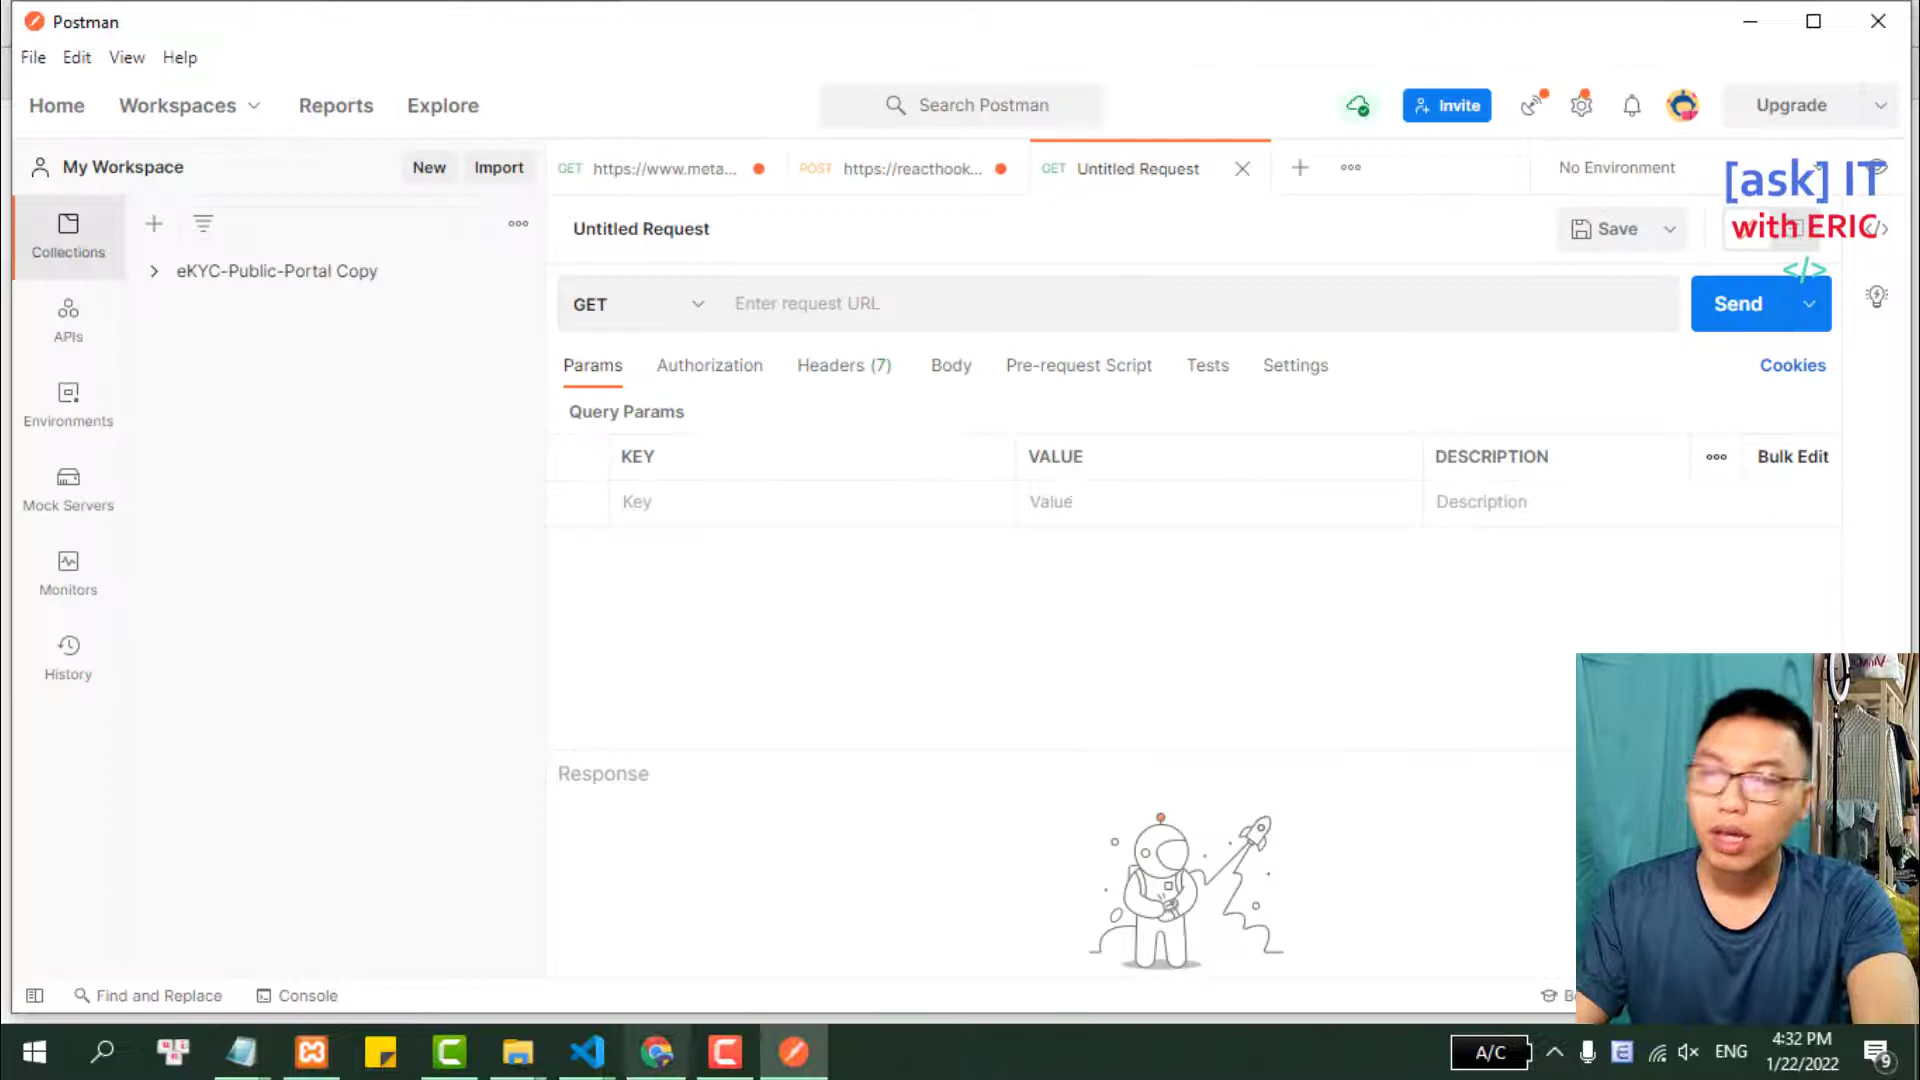 Postman
File Edit View Help
Home Workspaces Reports Explore
Search Postman
Invite
Upgrade
My Workspace
New Import
GET https://www.meta...
POST https://reacthook...
GET Untitled Request
No Environment
[ask] IT
with ERIC
</>
Collections
eKYC-Public-Portal Copy
Untitled Request
Save
</>
APIs
GET
Enter request URL
Send
Params Authorization Headers (7) Body Pre-request Script Tests Settings Cookies
Environments
Query Params
KEY VALUE DESCRIPTION Bulk Edit
Key Value Description
Mock Servers
Monitors
History
Response
Find and Replace Console
A/C
ENG
4:32 PM
1/22/2022
9